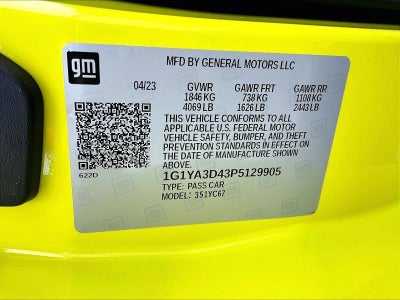 gm
MFD BY GENERAL MOTORS LLC
04/23 GVWR GAWR FRT GAWR RR
1846 KG 738 KG 1108 KG
4069 LB 1626 LB 2443 LB
THIS VEHICLE CONFORMS TO ALL
APPLICABLE U.S. FEDERAL MOTOR
VEHICLE SAFETY, BUMPER, AND THEFT
PREVENTION STANDARDS IN EFFECT ON
THE DATE OF MANUFACTURE SHOWN ABOVE.
622D
1G1YA3D43P5129905
TYPE: PASS CAR
MODEL: 351YC67